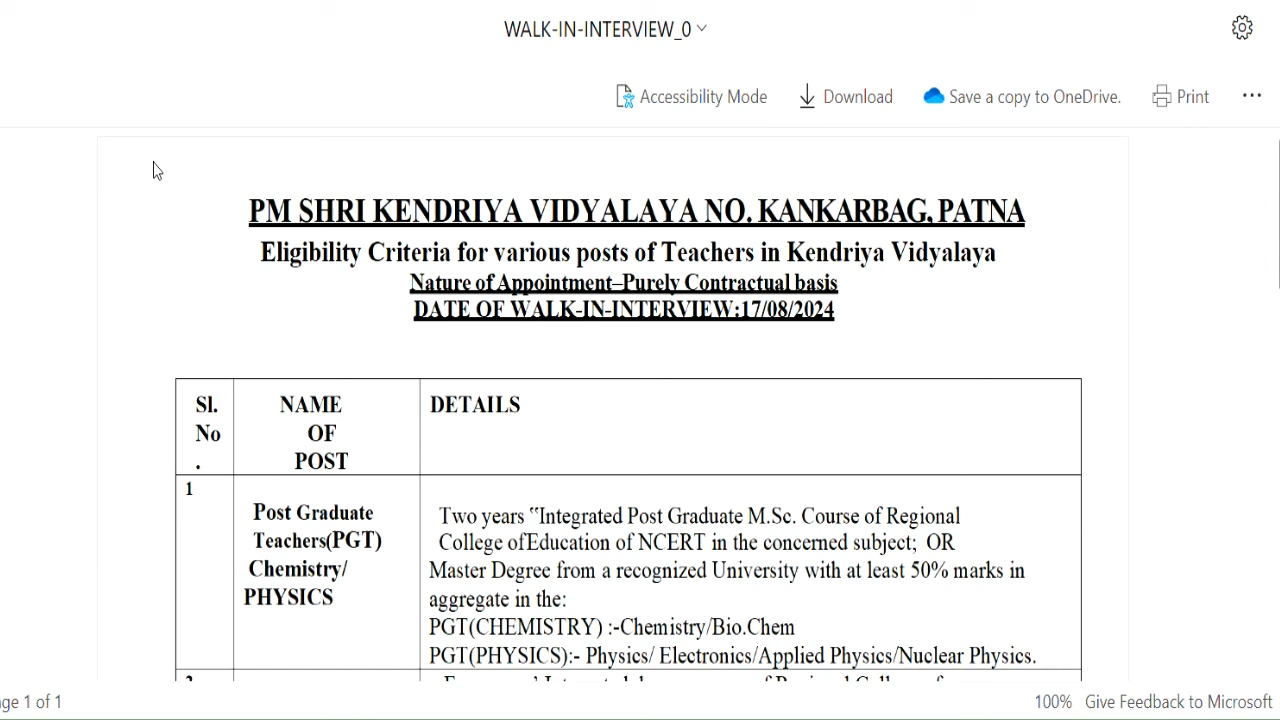 WALK-IN-INTERVIEW_0
Accessibility Mode
Download
Save a copy to OneDrive.
Print
PM SHRI KENDRIYA VIDYALAYA NO. KANKARBAG, PATNA
Eligibility Criteria for various posts of Teachers in Kendriya Vidyalaya
Nature of Appointment–Purely Contractual basis
DATE OF WALK-IN-INTERVIEW:17/08/2024
Sl.
No
.
NAME
OF
POST
DETAILS
1
Post Graduate
Teachers(PGT)
Chemistry/
PHYSICS
Two years "Integrated Post Graduate M.Sc. Course of Regional
College ofEducation of NCERT in the concerned subject; OR
Master Degree from a recognized University with at least 50% marks in
aggregate in the:
PGT(CHEMISTRY) :-Chemistry/Bio.Chem
PGT(PHYSICS):- Physics/ Electronics/Applied Physics/Nuclear Physics.
ge 1 of 1
100%
Give Feedback to Microsoft